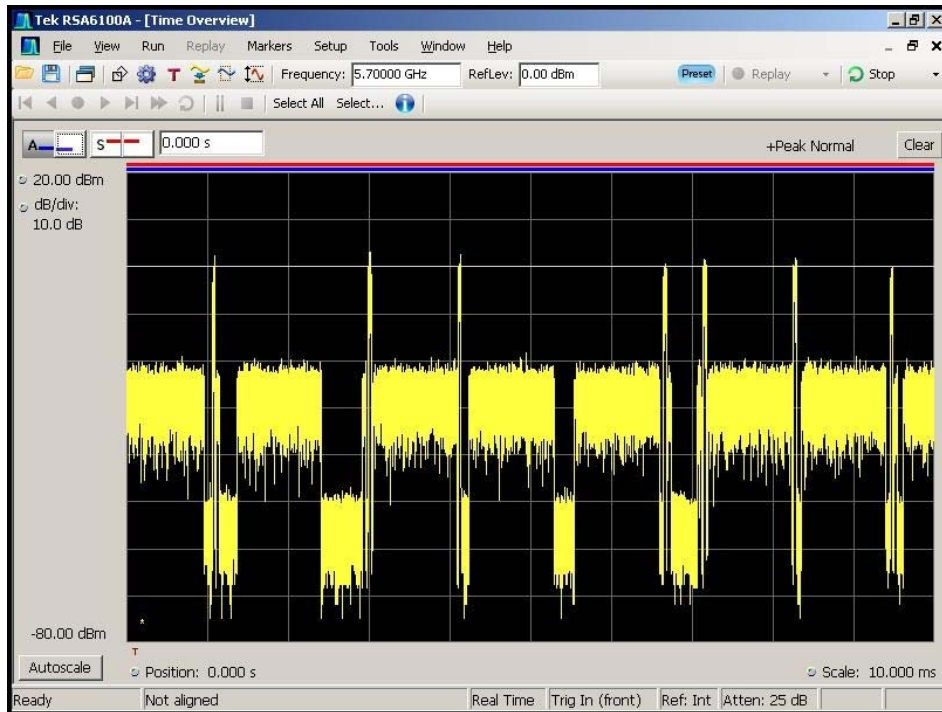 Tek RSA6100A - [Time Overview]
File View Run Replay Markers Setup Tools Window Help
T Frequency: 5.70000 GHz RefLev: 0.00 dBm Preset Replay Stop
Select All Select...
A S 0.000 s +Peak Normal Clear
20.00 dBm
dB/div:
10.0 dB
-80.00 dBm
*
T
Autoscale Position: 0.000 s Scale: 10.000 ms
Ready Not aligned Real Time Trig In (front) Ref: Int Atten: 25 dB